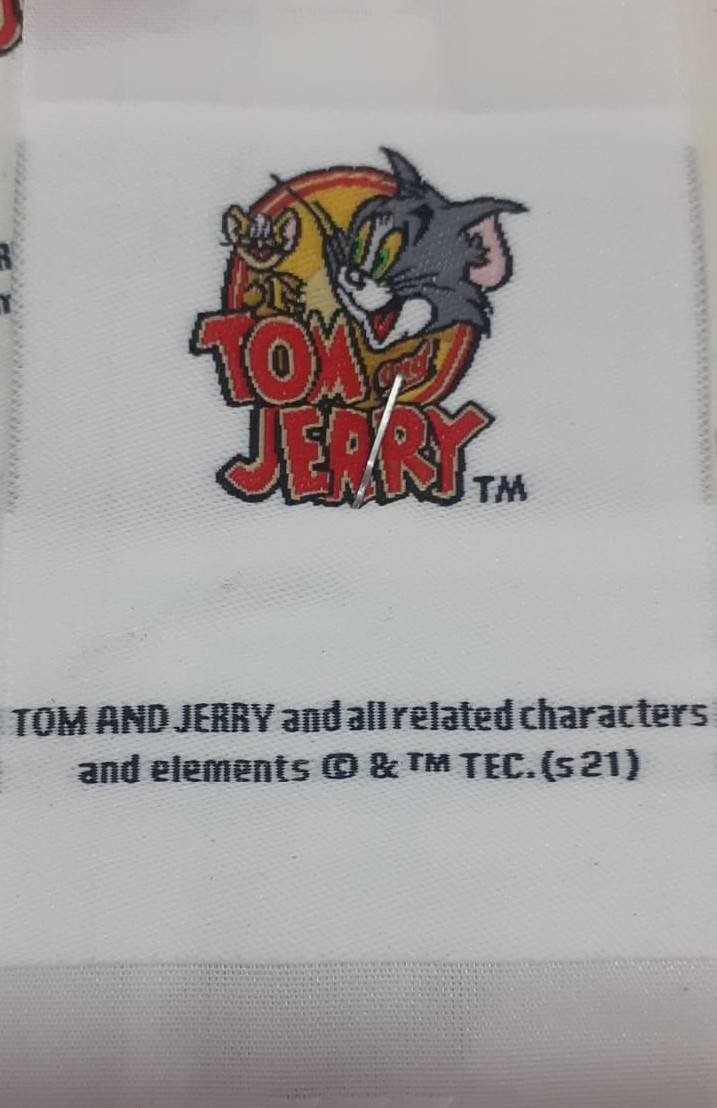 TOM
and
JERRY TM
TOM AND JERRY and all related characters
and elements © & TM TEC. (s21)